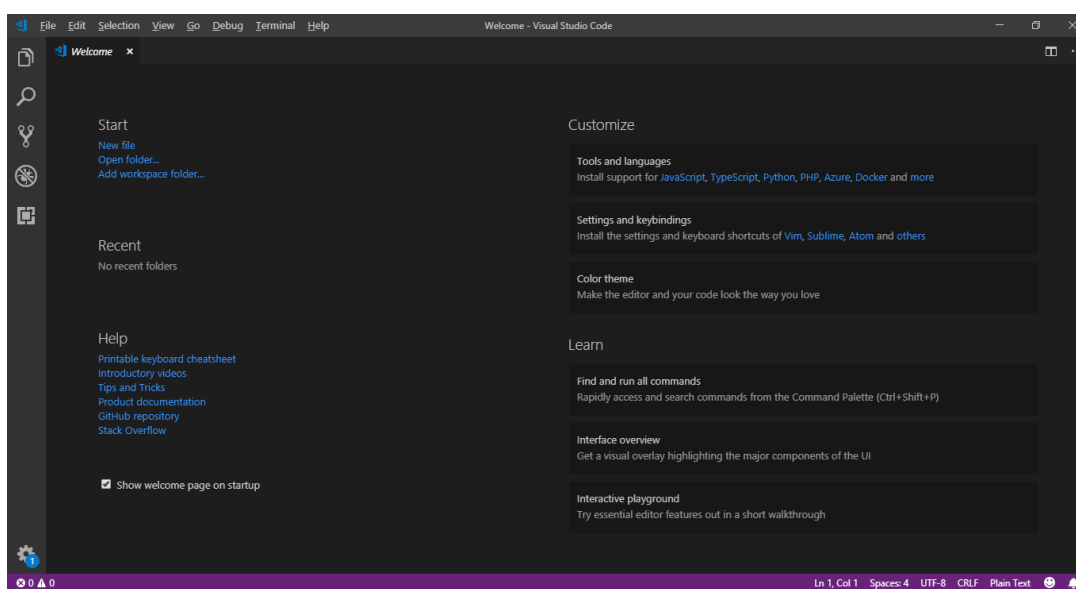 File Edit Selection View Go Debug Terminal Help
Welcome - Visual Studio Code
Welcome
Start
New file
Open folder...
Add workspace folder...
Recent
No recent folders
Help
Printable keyboard cheatsheet
Introductory videos
Tips and Tricks
Product documentation
GitHub repository
Stack Overflow
Show welcome page on startup
Customize
Tools and languages
Install support for JavaScript, TypeScript, Python, PHP, Azure, Docker and more
Settings and keybindings
Install the settings and keyboard shortcuts of Vim, Sublime, Atom and others
Color theme
Make the editor and your code look the way you love
Learn
Find and run all commands
Rapidly access and search commands from the Command Palette (Ctrl+Shift+P)
Interface overview
Get a visual overlay highlighting the major components of the UI
Interactive playground
Try essential editor features out in a short walkthrough
1
0 0
Ln 1, Col 1 Spaces: 4 UTF-8 CRLF Plain Text